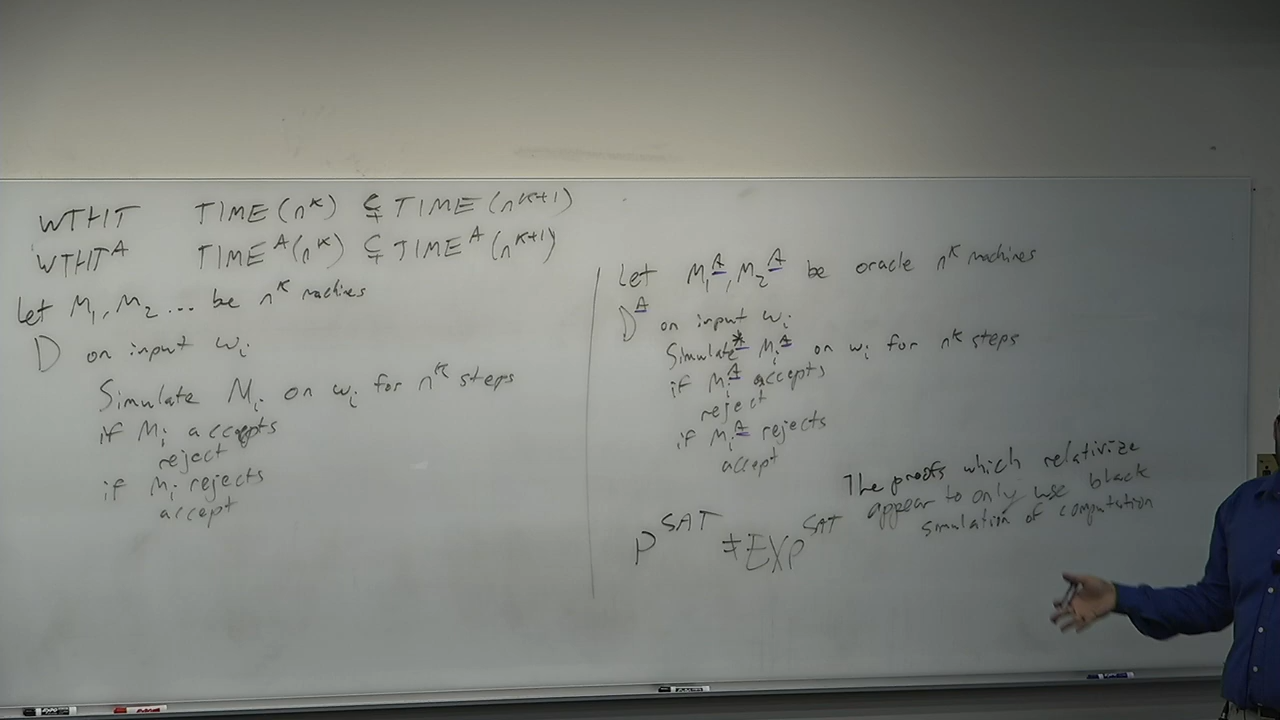 WTHT TIME(n^k) ⊊ TIME(n^k+1)
WTHT^A TIME^A(n^k) ⊊ TIME^A(n^k+1)
Let M₁, M₂ ... be n^k machines
D on input wᵢ
Simulate Mᵢ on wᵢ for n^k steps
if Mᵢ accepts
reject
if Mᵢ rejects
accept
Let M₁^A, M₂^A be oracle n^k machines
D^A on input wᵢ
Simulate* Mᵢ^A on wᵢ for n^k steps
if Mᵢ^A accepts
reject
if Mᵢ^A rejects
accept
The proofs which relativize
appear to only use black
simulation of computation
P^SAT ≠ EXP^SAT